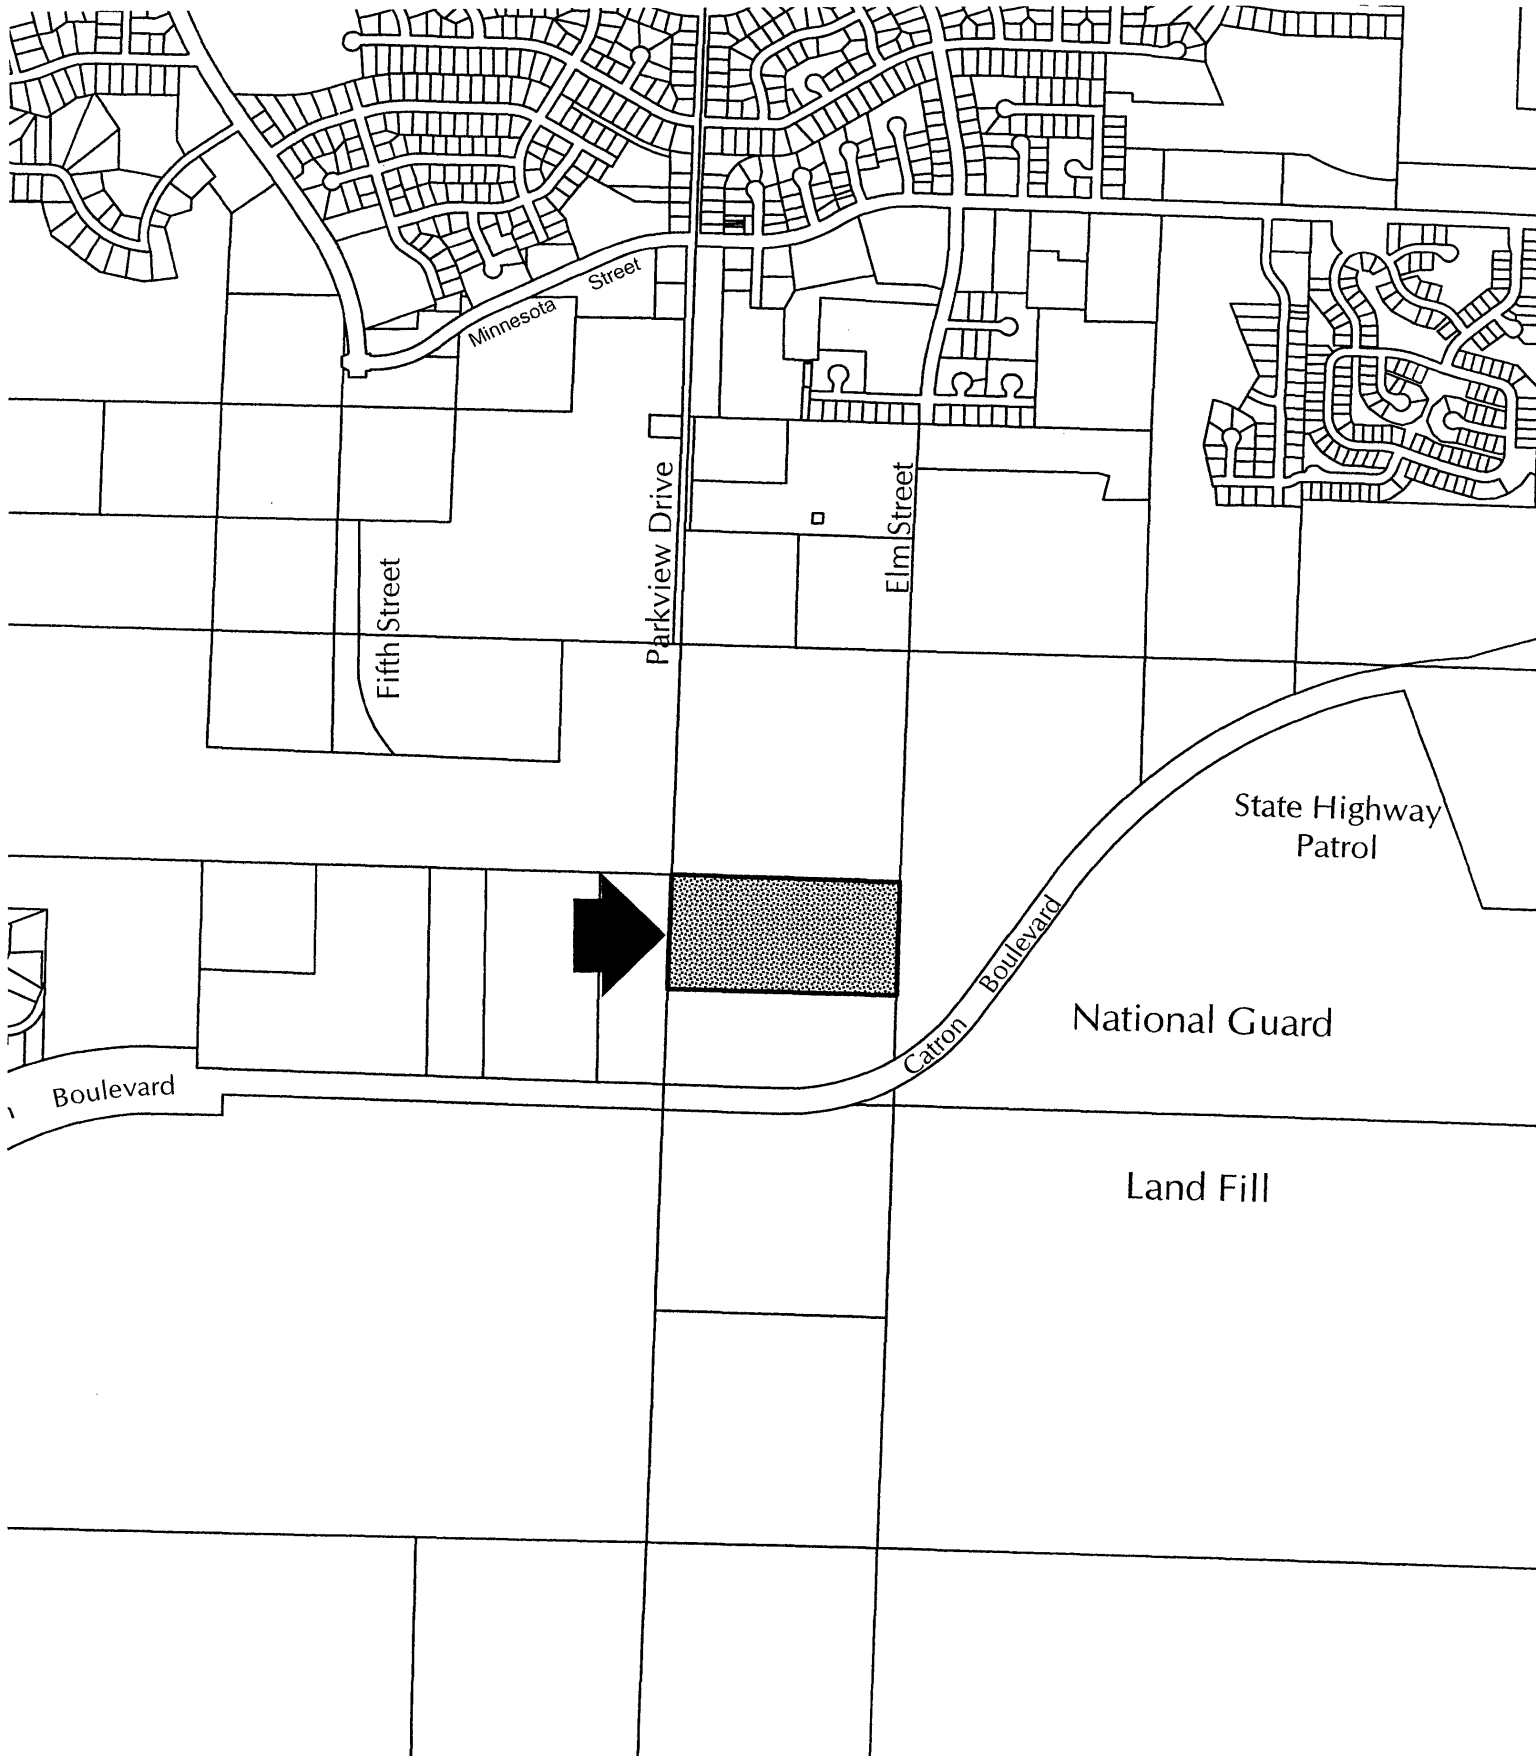 Street
Minnesota
Parkview Drive
Elm Street
Fifth Street
State Highway
Patrol
Boulevard
National Guard
Catron
Boulevard
Land Fill